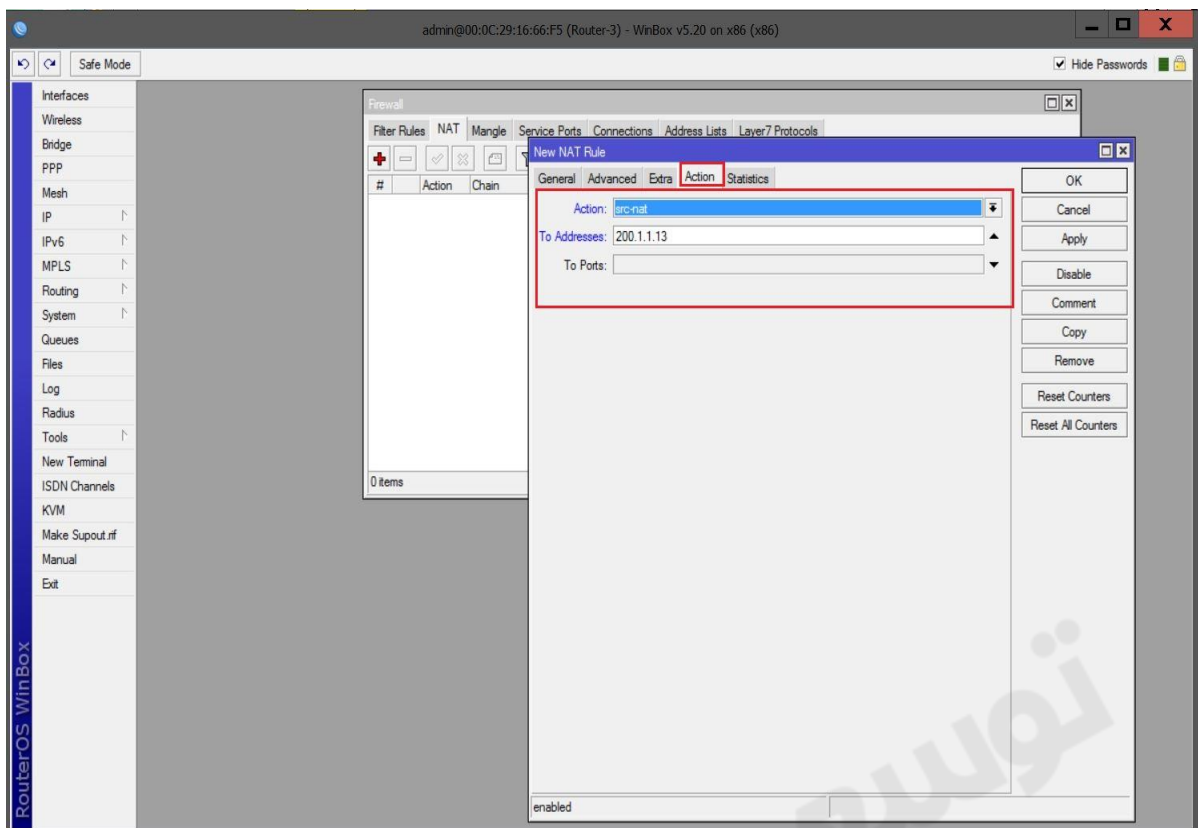 admin@00:0C:29:16:66:F5 (Router-3) - WinBox v5.20 on x86 (x86)
Safe Mode
Hide Passwords
Interfaces
Wireless
Bridge
PPP
Mesh
IP
IPv6
MPLS
Routing
System
Queues
Files
Log
Radius
Tools
New Terminal
ISDN Channels
KVM
Make Supout.rif
Manual
Exit
RouterOS WinBox
Firewall
Filter Rules NAT Mangle Service Ports Connections Address Lists Layer7 Protocols
# Action Chain
0 items
New NAT Rule
General Advanced Extra Action Statistics
Action: src-nat
To Addresses: 200.1.1.13
To Ports:
enabled
OK
Cancel
Apply
Disable
Comment
Copy
Remove
Reset Counters
Reset All Counters